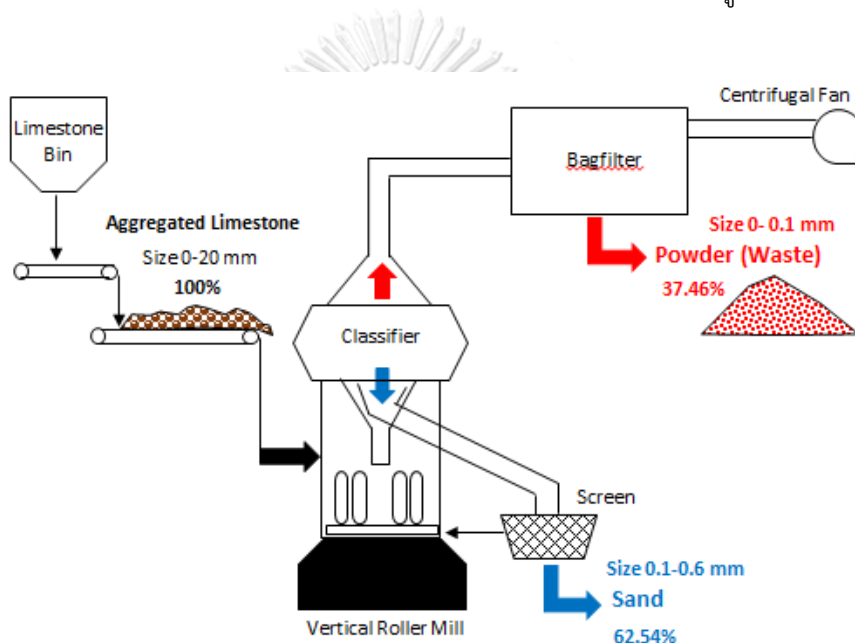 Centrifugal Fan
Limestone
Bin
Bagfilter
Aggregated Limestone
Size 0-20 mm
100%
Size 0- 0.1 mm
Powder (Waste)
37.46%
Classifier
Screen
Size 0.1-0.6 mm
Sand
62.54%
Vertical Roller Mill